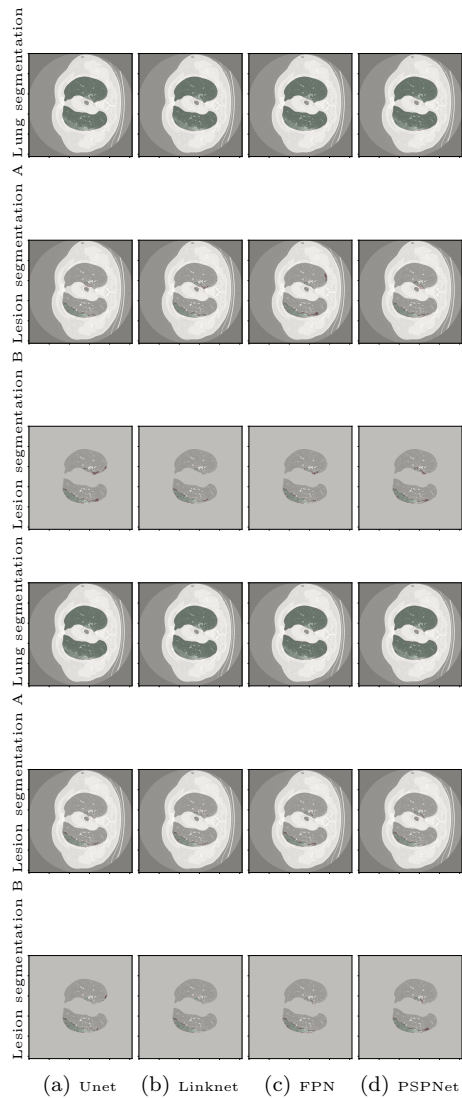 Lung segmentation
Lesion segmentation A
Lesion segmentation B
Lung segmentation
Lesion segmentation A
Lesion segmentation B
(a) Unet (b) Linknet (c) FPN (d) PSPNet